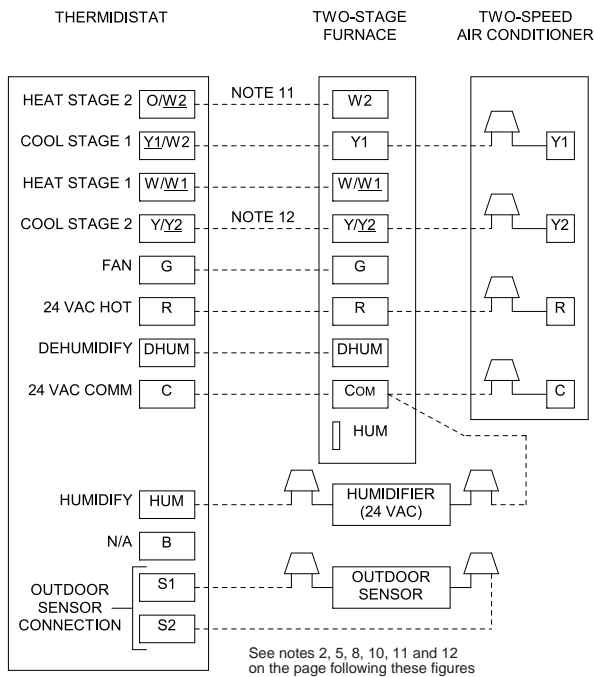 THERMIDISTAT
TWO-STAGE
FURNACE
TWO-SPEED
AIR CONDITIONER
HEAT STAGE 2 O/W2 NOTE 11 W2
COOL STAGE 1 Y1/W2 Y1 Y1
HEAT STAGE 1 W/W1 W/W1
COOL STAGE 2 Y/Y2 NOTE 12 Y/Y2 Y2
FAN G G
24 VAC HOT R R R
DEHUMIDIFY DHUM DHUM
24 VAC COMM C COM C
HUM
HUMIDIFY HUM HUMIDIFIER
(24 VAC)
N/A B
OUTDOOR
SENSOR
CONNECTION
S1 OUTDOOR
SENSOR
S2
See notes 2, 5, 8, 10, 11 and 12
on the page following these figures